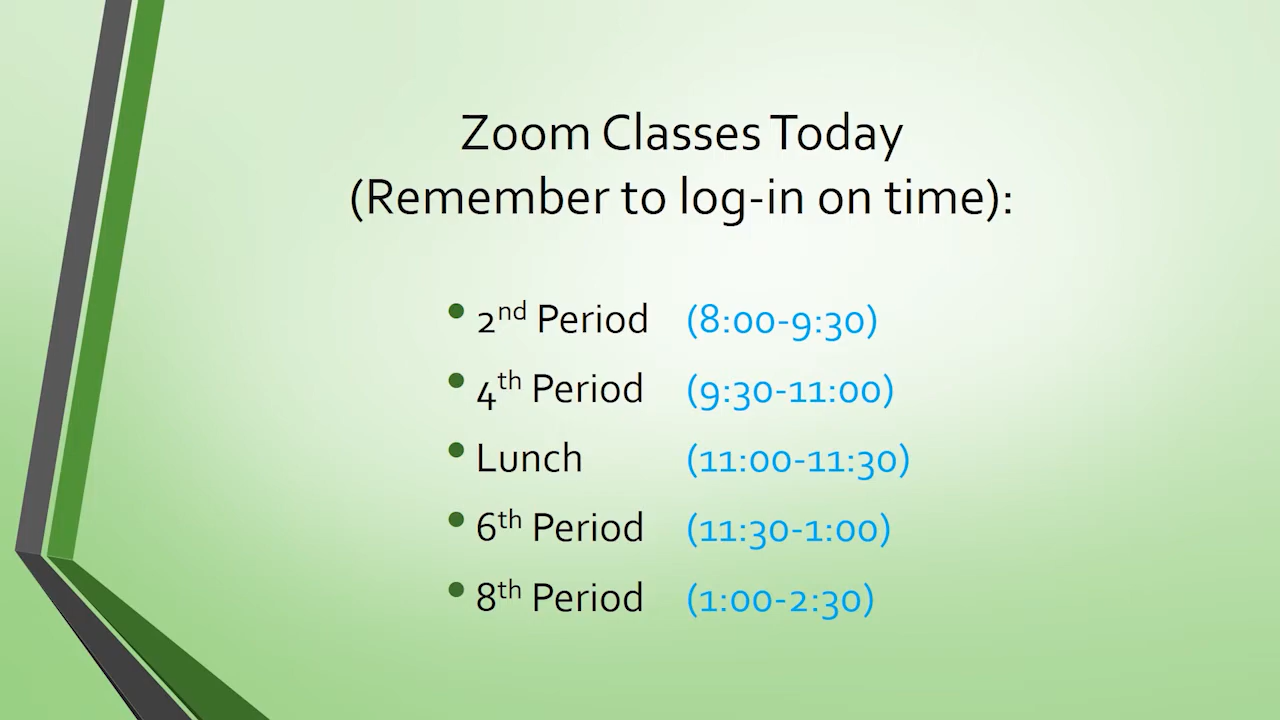 Zoom Classes Today
(Remember to log-in on time):
• 2nd Period (8:00-9:30)
• 4th Period (9:30-11:00)
• Lunch (11:00-11:30)
• 6th Period (11:30-1:00)
• 8th Period (1:00-2:30)